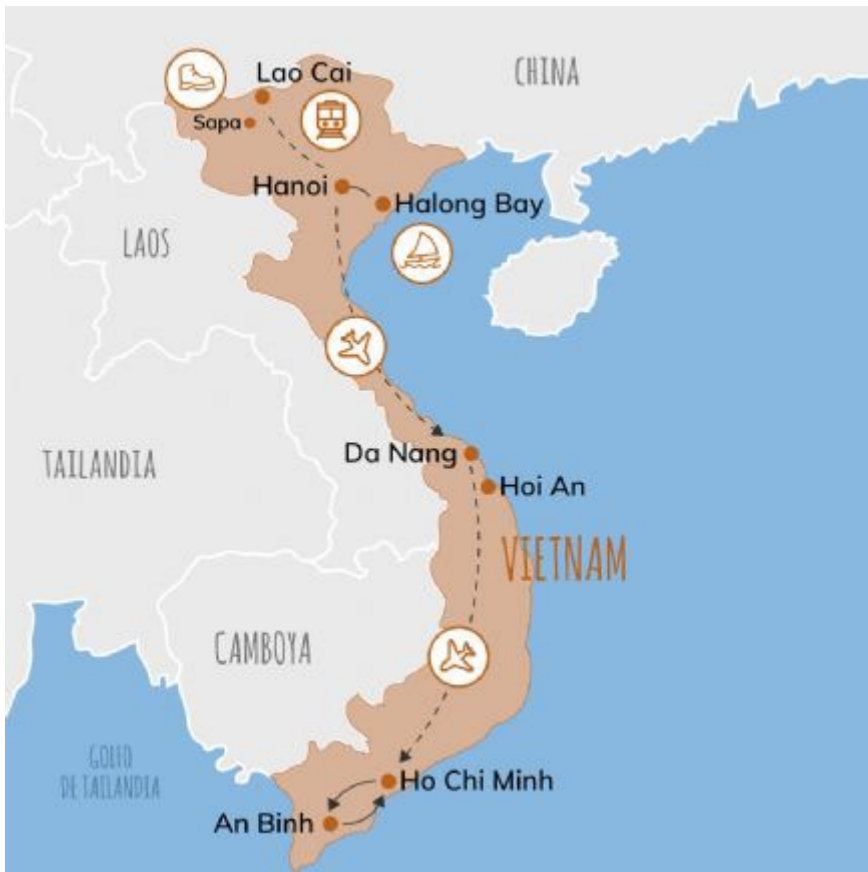 CHINA
Lao Cai
Sapa
Hanoi
Halong Bay
LAOS
TAILANDIA
Da Nang
Hoi An
VIETNAM
CAMBOYA
GOLFO
DE TAILANDIA
Ho Chi Minh
An Binh